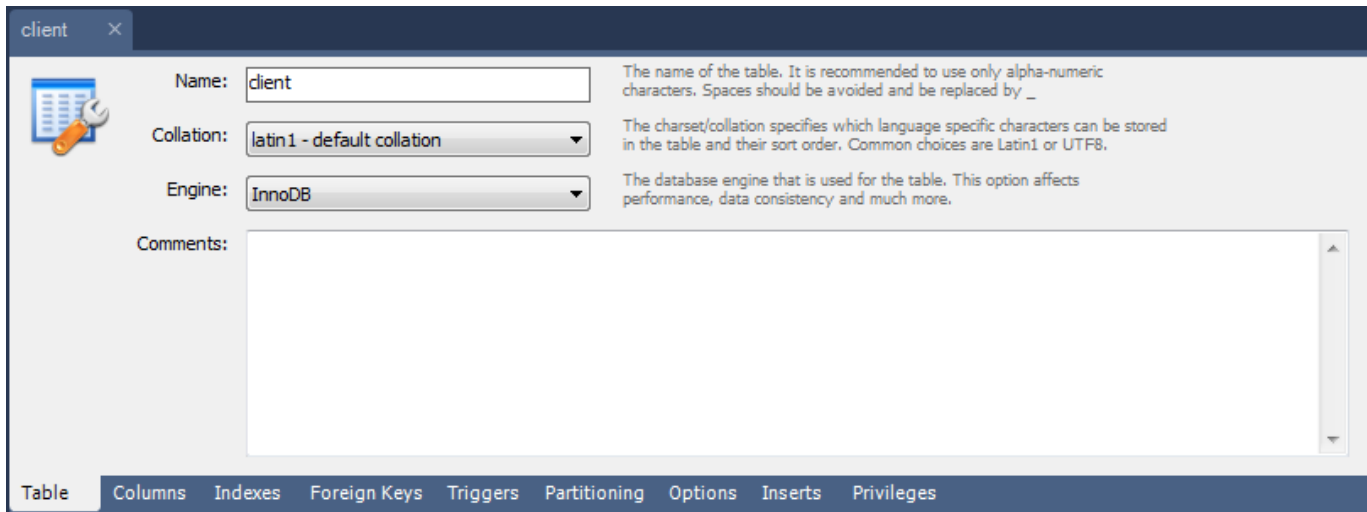 client ×
Name: client
The name of the table. It is recommended to use only alpha-numeric
characters. Spaces should be avoided and be replaced by _
Collation: latin1 - default collation
The charset/collation specifies which language specific characters can be stored
in the table and their sort order. Common choices are Latin1 or UTF8.
Engine: InnoDB
The database engine that is used for the table. This option affects
performance, data consistency and much more.
Comments:
Table Columns Indexes Foreign Keys Triggers Partitioning Options Inserts Privileges